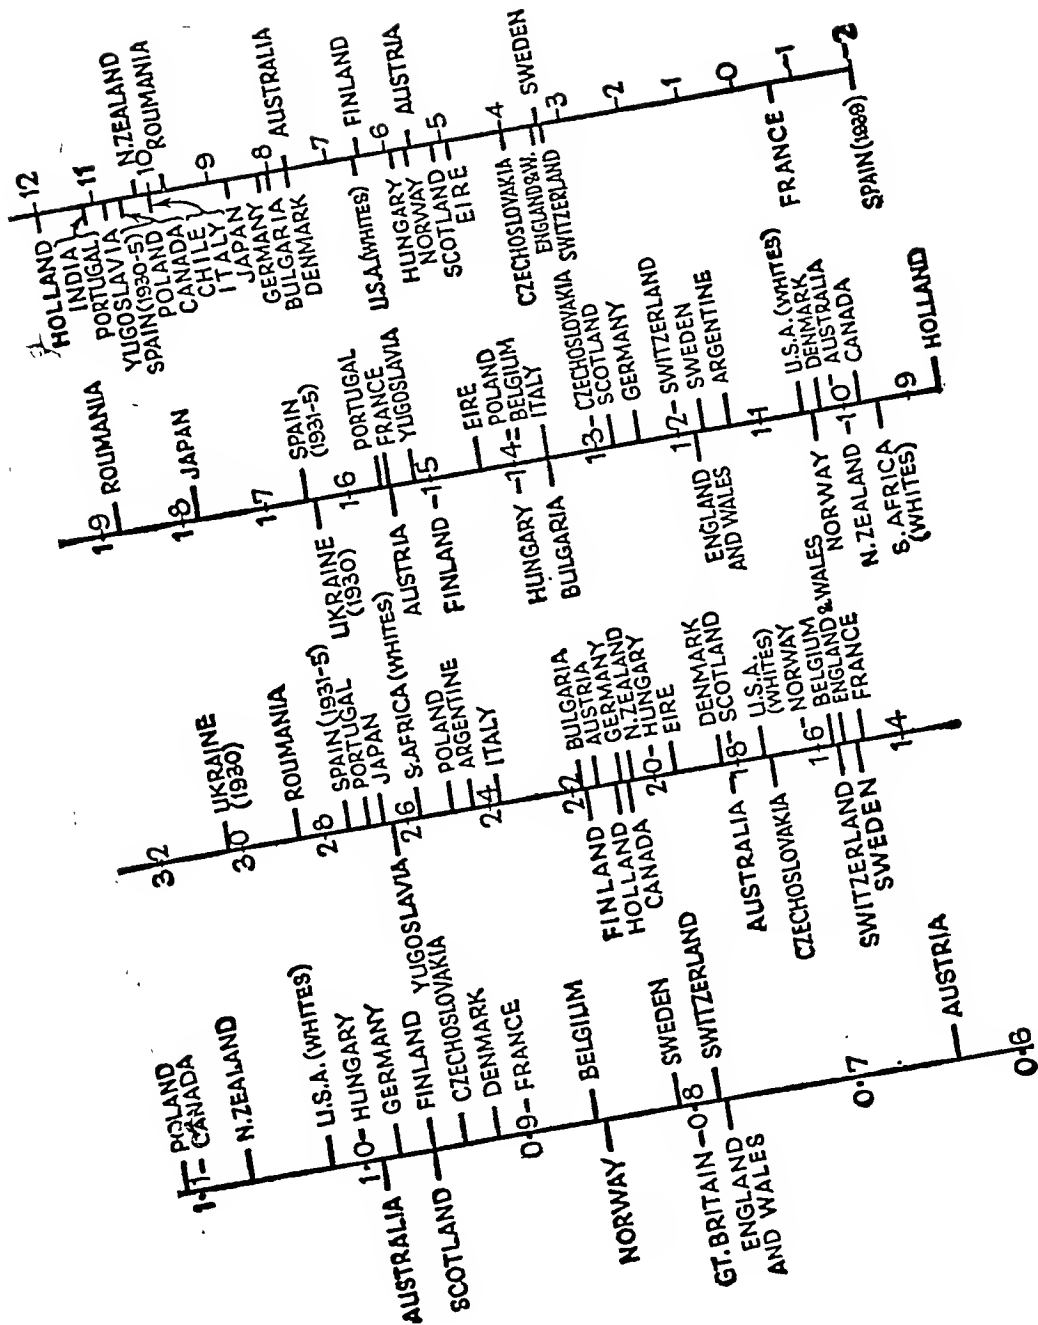 POLAND
1·1- CANADA
N.ZEALAND
U.S.A.(WHITES)
1·0- HUNGARY
GERMANY
AUSTRALIA
FINLAND
SCOTLAND
CZECHOSLOVAKIA
DENMARK
0·9- FRANCE
BELGIUM
NORWAY
SWEDEN
GT. BRITAIN -0·8
SWITZERLAND
ENGLAND
AND WALES
0·7
AUSTRIA
0·6
3·2
UKRAINE
(1930)
3·0
ROUMANIA
2·8
SPAIN (1931-5)
PORTUGAL
JAPAN
YUGOSLAVIA
2·6
S.AFRICA (WHITES)
POLAND
ARGENTINE
2·4 ITALY
2·2 BULGARIA
FINLAND
AUSTRIA
GERMANY
HOLLAND
N.ZEALAND
CANADA
2·0- HUNGARY
EIRE
DENMARK
AUSTRALIA -1·8- SCOTLAND
U.S.A.
(WHITES)
CZECHOSLOVAKIA
NORWAY
1·6- BELGIUM
ENGLAND & WALES
SWITZERLAND
FRANCE
SWEDEN
1·4
1·9
ROUMANIA
1·8
JAPAN
1·7
SPAIN
(1931-5)
UKRAINE
(1930)
1·6
PORTUGAL
FRANCE
AUSTRIA
YUGOSLAVIA
FINLAND -1·5
EIRE
POLAND
HUNGARY -1·4= BELGIUM
ITALY
BULGARIA
1·3- CZECHOSLOVAKIA
SCOTLAND
GERMANY
1·2- SWITZERLAND
ENGLAND
AND WALES
SWEDEN
ARGENTINE
1·1
U.S.A. (WHITES)
DENMARK
NORWAY
AUSTRALIA
N.ZEALAND -1·0- CANADA
S. AFRICA
(WHITES)
·9
HOLLAND
12
HOLLAND
INDIA
11
PORTUGAL
YUGOSLAVIA
N.ZEALAND
SPAIN (1930-5)
10
ROUMANIA
POLAND
CANADA
CHILE
9
ITALY
JAPAN
GERMANY
8
BULGARIA
AUSTRALIA
DENMARK
7
U.S.A.(WHITES)
FINLAND
6
HUNGARY
AUSTRIA
NORWAY
SCOTLAND
5
EIRE
CZECHOSLOVAKIA
4
ENGLAND & W.
SWEDEN
SWITZERLAND
3
2
1
0
FRANCE
-1
SPAIN (1939)
-2